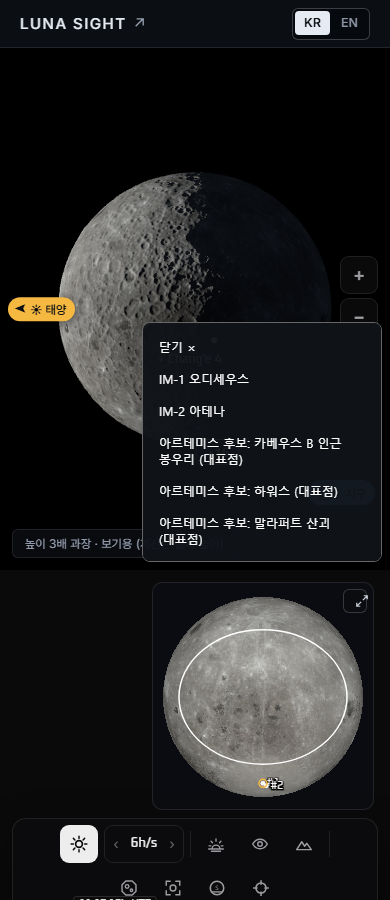 LUNA SIGHT ↗
KR EN
+
−
☀ 태양
닫기 ×
IM-1 오디세우스
IM-2 아테나
아르테미스 후보: 카베우스 B 인근
봉우리 (대표점)
아르테미스 후보: 하워스 (대표점)
아르테미스 후보: 말라퍼트 산괴
(대표점)
높이 3배 과장 · 보기용
#2
‹ 6h/s ›